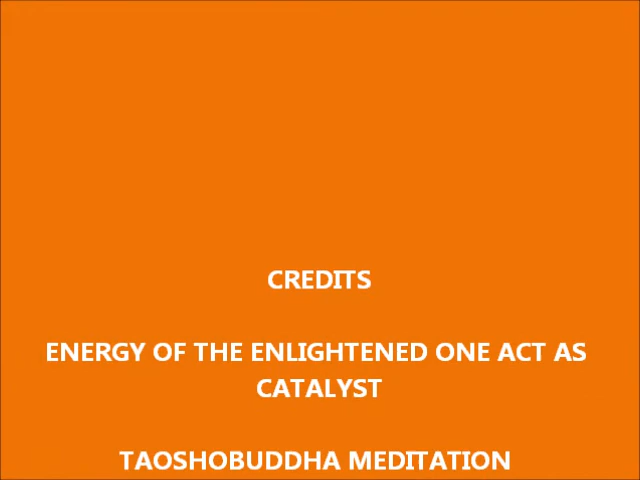 CREDITS
ENERGY OF THE ENLIGHTENED ONE ACT AS
CATALYST
TAOSHOBUDDHA MEDITATION